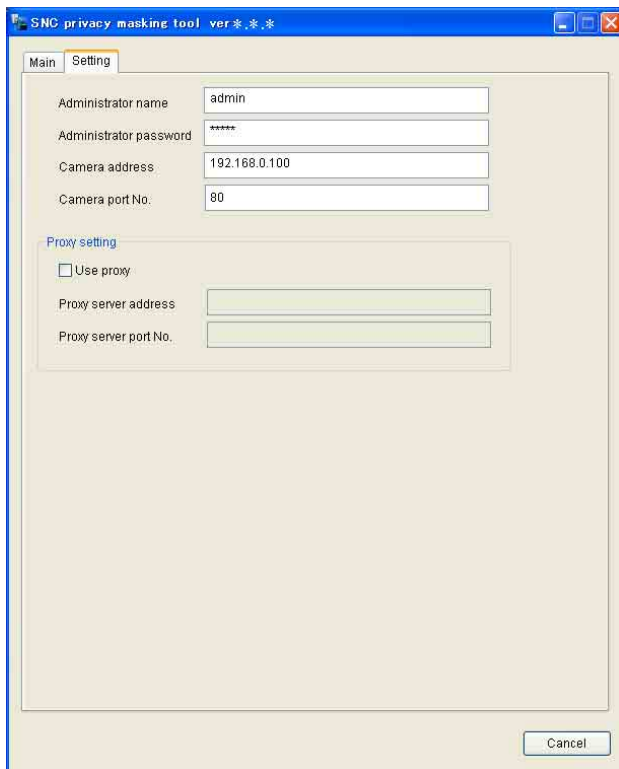 SNC privacy masking tool ver*.*.*
Main Setting
Administrator name admin
Administrator password *****
Camera address 192.168.0.100
Camera port No. 80
Proxy setting
Use proxy
Proxy server address
Proxy server port No.
Cancel